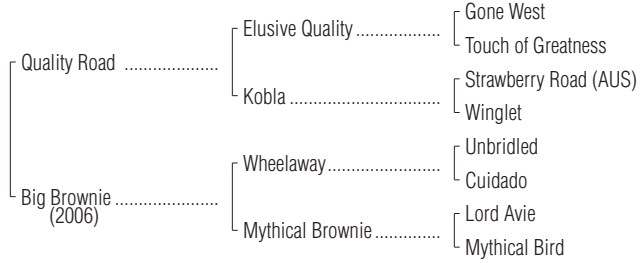 Gone West
Elusive Quality ..................
Touch of Greatness
Quality Road ....................
Strawberry Road (AUS)
Kobla ................................
Winglet
Unbridled
Wheelaway .......................
Cuidado
Big Brownie ......................
(2006)
Lord Avie
Mythical Brownie ..............
Mythical Bird